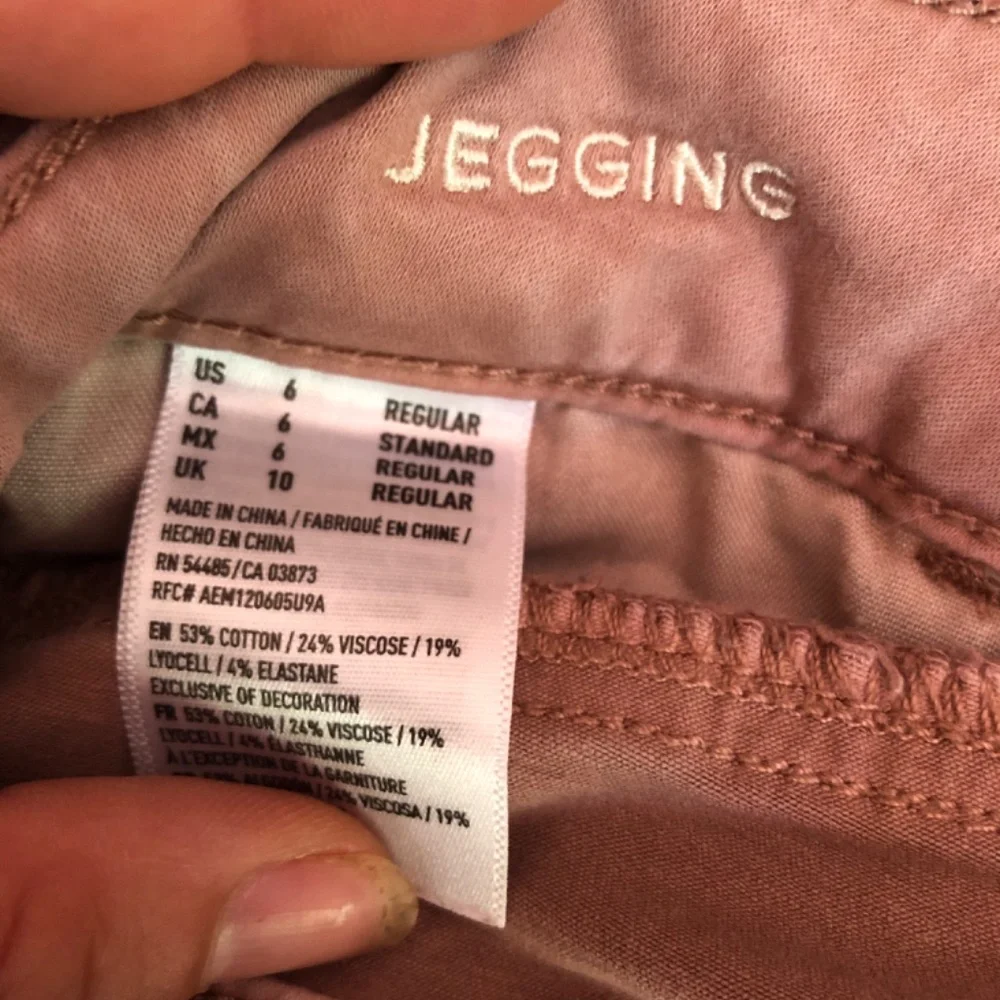 JEGGING
US 6 REGULAR
CA 6 STANDARD
MX 6 REGULAR
UK 10 REGULAR
MADE IN CHINA / FABRIQUÉ EN CHINE /
HECHO EN CHINA
RN 54485/CA 03873
RFC# AEM120605U9A
EN 53% COTTON / 24% VISCOSE / 19%
LYOCELL / 4% ELASTANE
EXCLUSIVE OF DECORATION
FR 53% COTON / 24% VISCOSE / 19%
LYOCELL / 4% ÉLASTHANNE
À L'EXCEPTION DE LA GARNITURE
/ 24% VISCOSA / 19%